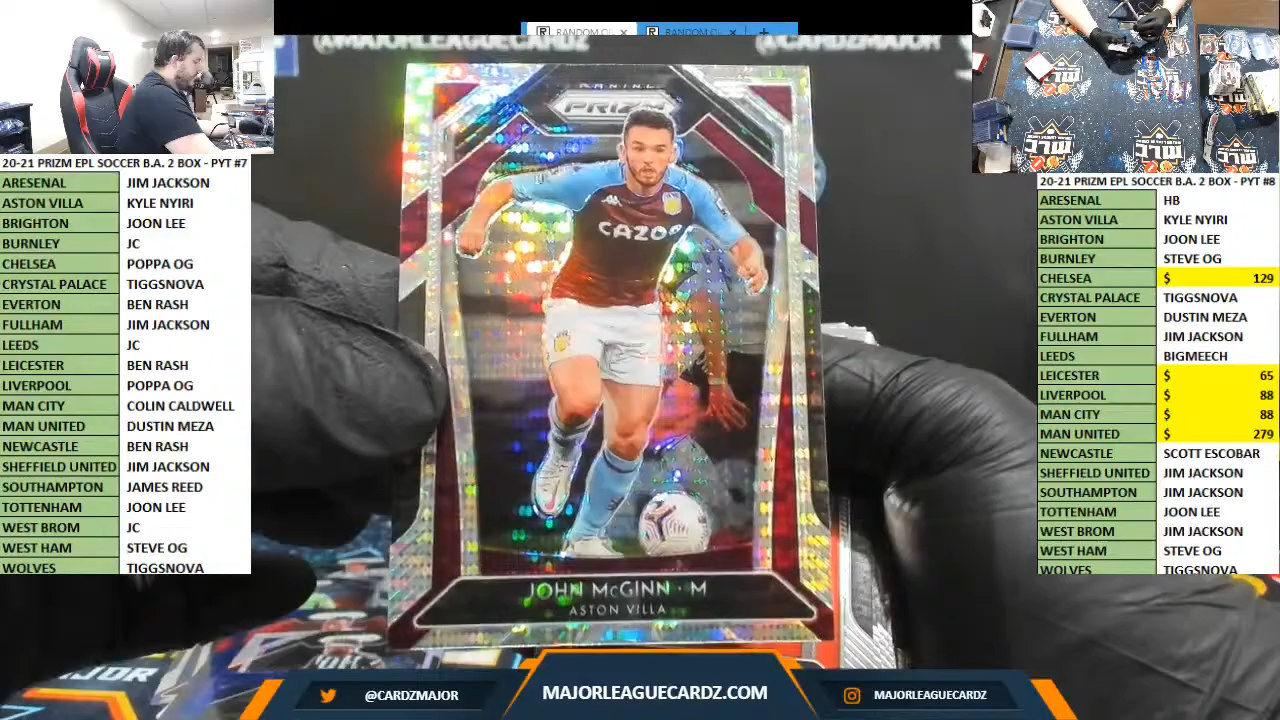 RANDOM
RANDOM
@MAJORLEAGUECARDZ
@CARDZMAJOR
20-21 PRIZM EPL SOCCER B.A. 2 BOX - PYT #7
ARESENAL JIM JACKSON
ASTON VILLA KYLE NYIRI
BRIGHTON JOON LEE
BURNLEY JC
CHELSEA POPPA OG
CRYSTAL PALACE TIGGSNOVA
EVERTON BEN RASH
FULLHAM JIM JACKSON
LEEDS JC
LEICESTER BEN RASH
LIVERPOOL POPPA OG
MAN CITY COLIN CALDWELL
MAN UNITED DUSTIN MEZA
NEWCASTLE BEN RASH
SHEFFIELD UNITED JIM JACKSON
SOUTHAMPTON JAMES REED
TOTTENHAM JOON LEE
WEST BROM JC
WEST HAM STEVE OG
WOLVES TIGGSNOVA
PANINI
PRIZM
CAZOO
JOHN McGINN · M
ASTON VILLA
20-21 PRIZM EPL SOCCER B.A. 2 BOX - PYT #8
ARESENAL HB
ASTON VILLA KYLE NYIRI
BRIGHTON JOON LEE
BURNLEY STEVE OG
CHELSEA $ 129
CRYSTAL PALACE TIGGSNOVA
EVERTON DUSTIN MEZA
FULLHAM JIM JACKSON
LEEDS BIGMEECH
LEICESTER $ 65
LIVERPOOL $ 88
MAN CITY $ 88
MAN UNITED $ 279
NEWCASTLE SCOTT ESCOBAR
SHEFFIELD UNITED JIM JACKSON
SOUTHAMPTON JIM JACKSON
TOTTENHAM JOON LEE
WEST BROM JIM JACKSON
WEST HAM STEVE OG
WOLVES TIGGSNOVA
@CARDZMAJOR
MAJORLEAGUECARDZ.COM
MAJORLEAGUECARDZ